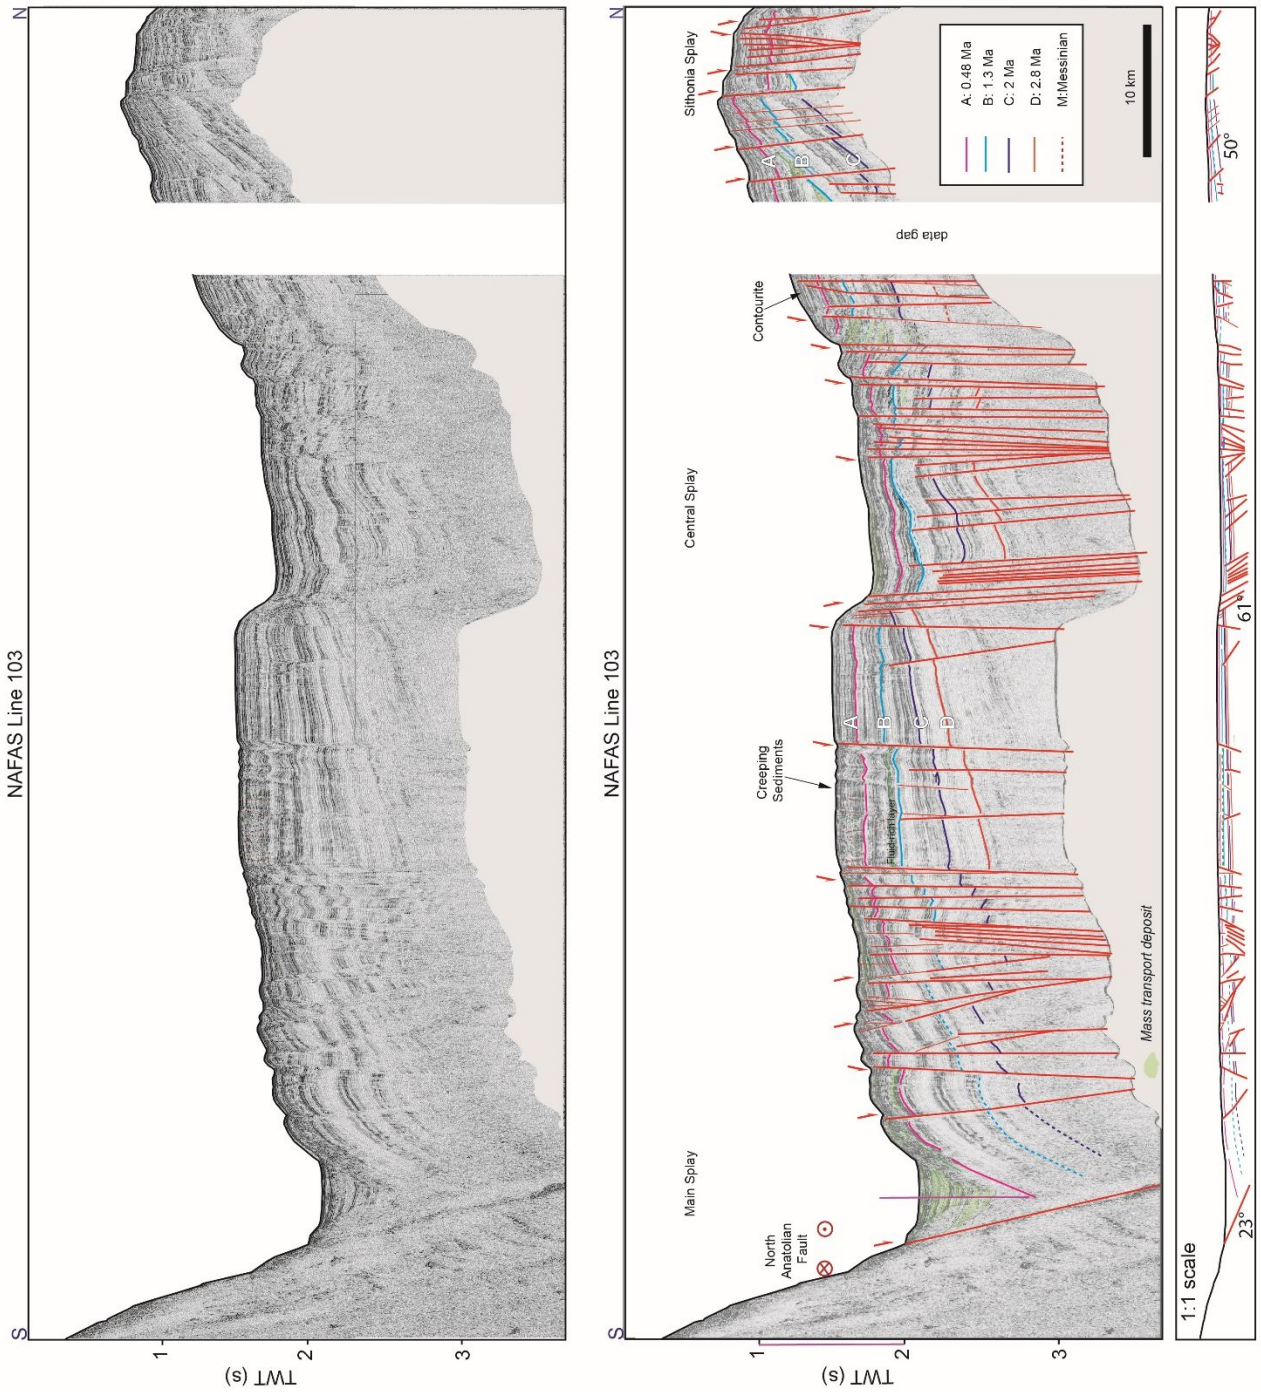 NAFAS Line 103
S
N
1
2
3
TWT (s)
NAFAS Line 103
S
N
Main Splay
Central Splay
Sithonia Splay
North
Anatolian
Fault
Creeping
Sediments
Contourite
data gap
A
B
C
D
A
B
C
Fluid-rich layer
Mass transport deposit
A: 0.48 Ma
B: 1.3 Ma
C: 2 Ma
D: 2.8 Ma
M:Messinian
10 km
1
2
3
TWT (s)
1:1 scale
23°
61°
50°